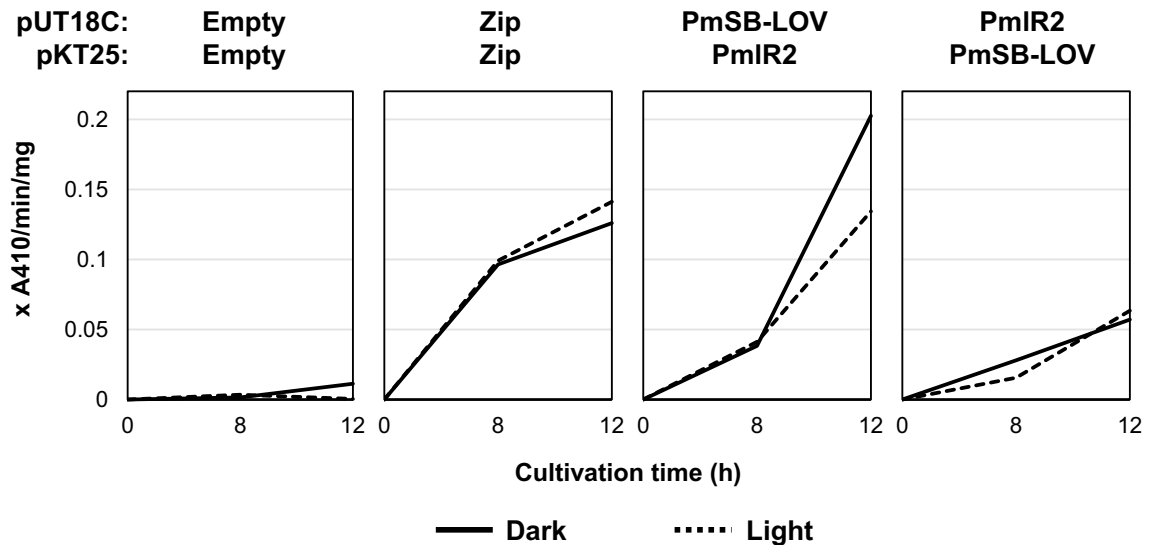 pUT18C: Empty Zip PmSB-LOV PmIR2
pKT25: Empty Zip PmIR2 PmSB-LOV
0.2
0.15
0.1
0.05
0
x A410/min/mg
0 8 12 0 8 12 0 8 12 0 8 12
Cultivation time (h)
Dark Light